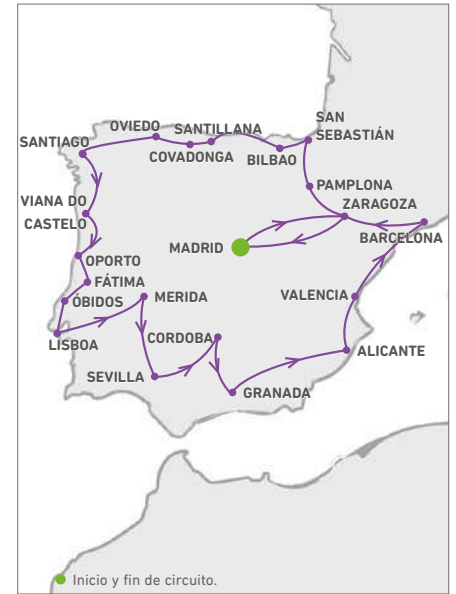 SAN
SEBASTIÁN
OVIEDO
SANTILLANA
SANTIAGO
COVADONGA
BILBAO
PAMPLONA
VIANA DO
CASTELO
ZARAGOZA
BARCELONA
MADRID
OPORTO
FÁTIMA
ÓBIDOS
MERIDA
VALENCIA
LISBOA
CORDOBA
ALICANTE
SEVILLA
GRANADA
Inicio y fin de circuito.